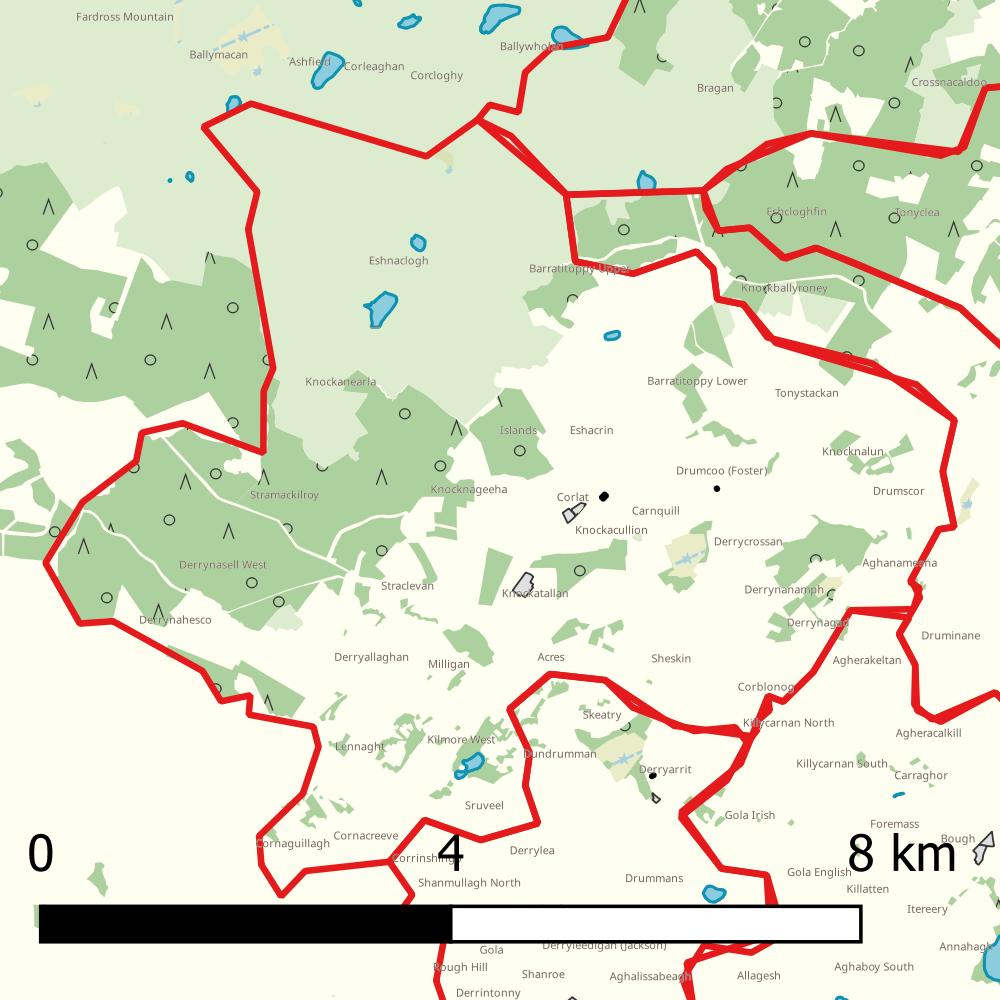 Fardross Mountain
Ballymacan
Ashfield
Corleaghan
Corcloghy
Ballywholan
Bragan
Crossnacaldoo
Eshcloghfin
Tonyclea
Eshnaclogh
Barratitoppy Upper
Knockballyroney
Knockanearla
Barratitoppy Lower
Tonystackan
Islands
Eshacrin
Knocknalun
Drumcoo (Foster)
Stramackilroy
Knocknageeha
Corlat
Drumscor
Carnquill
Knockacullion
Derrycrossan
Derrynasell West
Aghanameena
Straclevan
Knockatallan
Derrynanamph
Derrynahesco
Derrynagad
Druminane
Derryallaghan
Milligan
Acres
Sheskin
Agherakeltan
Corblonog
Skeatry
Killycarnan North
Lennaght
Kilmore West
Dundrumman
Agheracalkill
Derryarrit
Killycarnan South
Carraghor
Sruveel
Gola Irish
Cornaguillagh
Cornacreeve
Foremass
Bough
0 4 8 km
Corrinshigo
Derrylea
Shanmullagh North
Drummans
Gola English
Killatten
Itereery
Gola
Derryleedigan (Jackson)
Annahagh
Rough Hill
Shanroe
Aghalissabeagh
Allagesh
Aghaboy South
Derrintonny